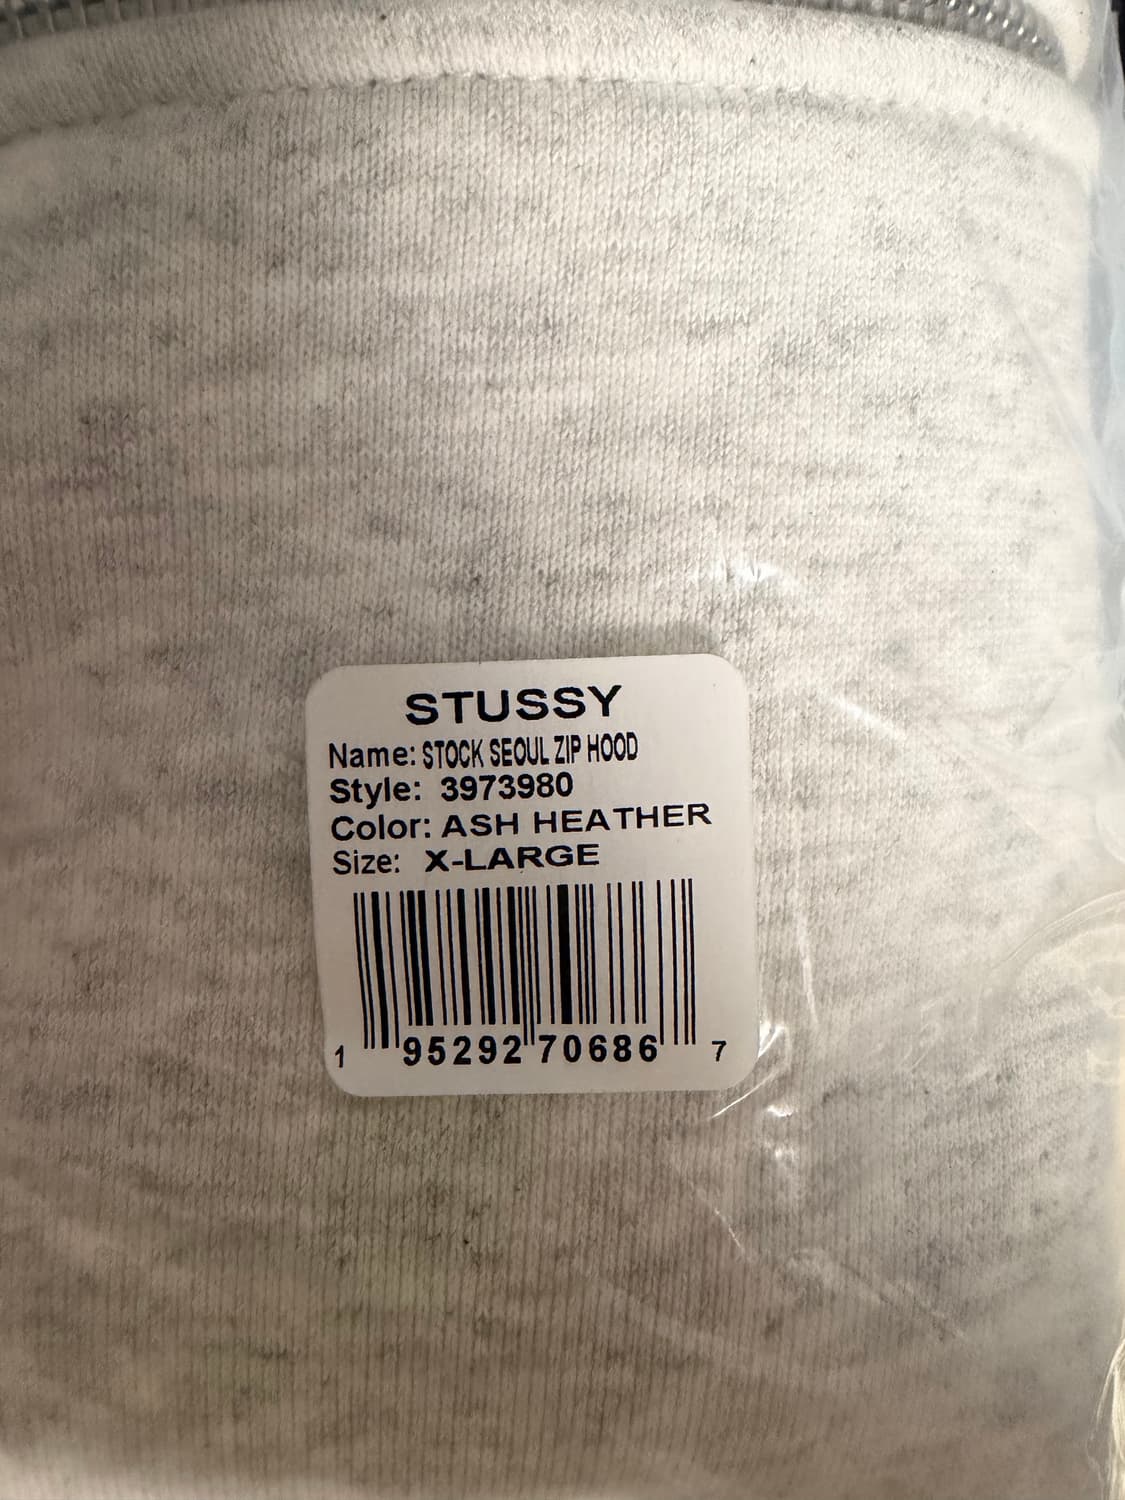 STUSSY
Name: STOCK SEOUL ZIP HOOD
Style: 3973980
Color: ASH HEATHER
Size: X-LARGE
1 95292 70686 7